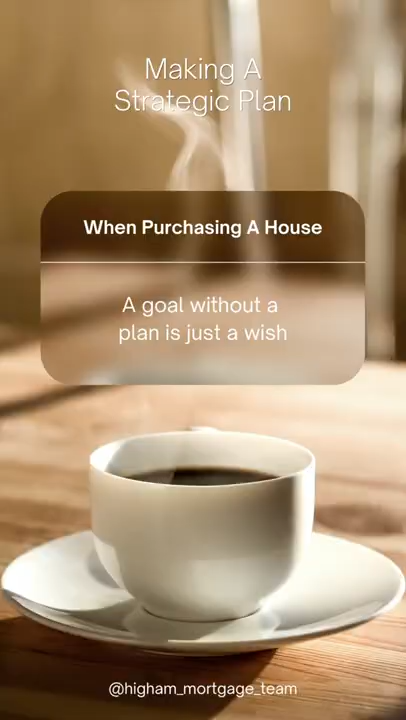 Making A
Strategic Plan
When Purchasing A House
A goal without a
plan is just a wish
@higham_mortgage_team